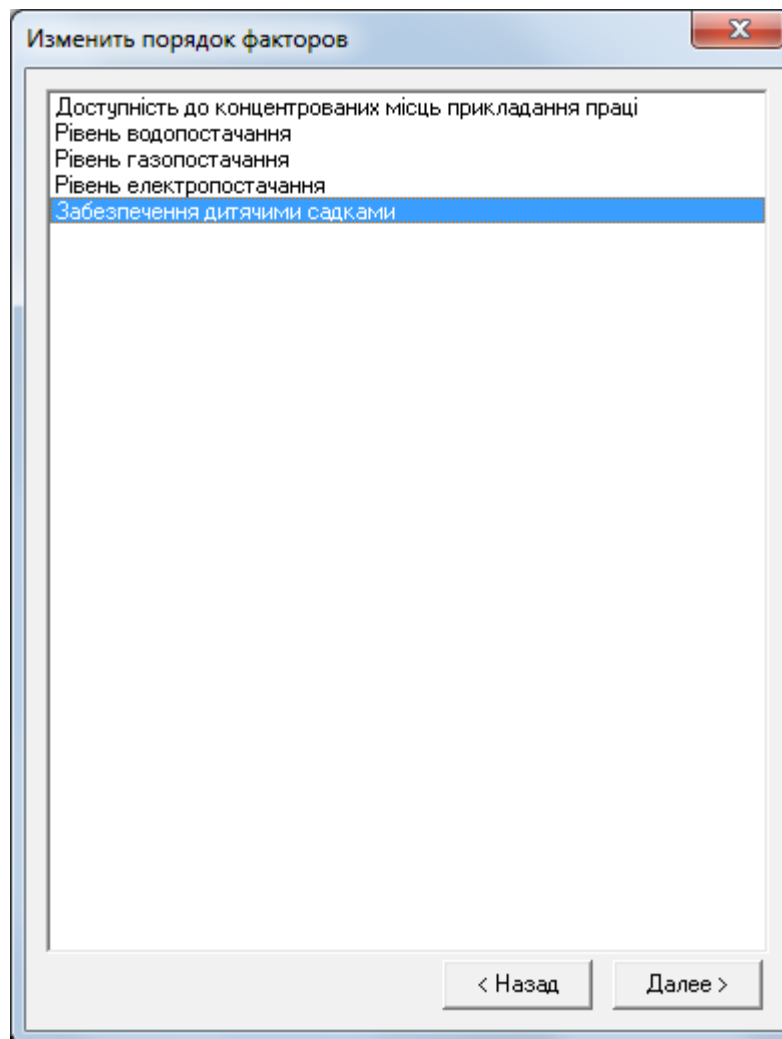 Изменить порядок факторов
Доступність до концентрованих місць прикладання праці
Рівень водопостачання
Рівень газопостачання
Рівень електропостачання
Забезпечення дитячими садками
< Назад
Далее >